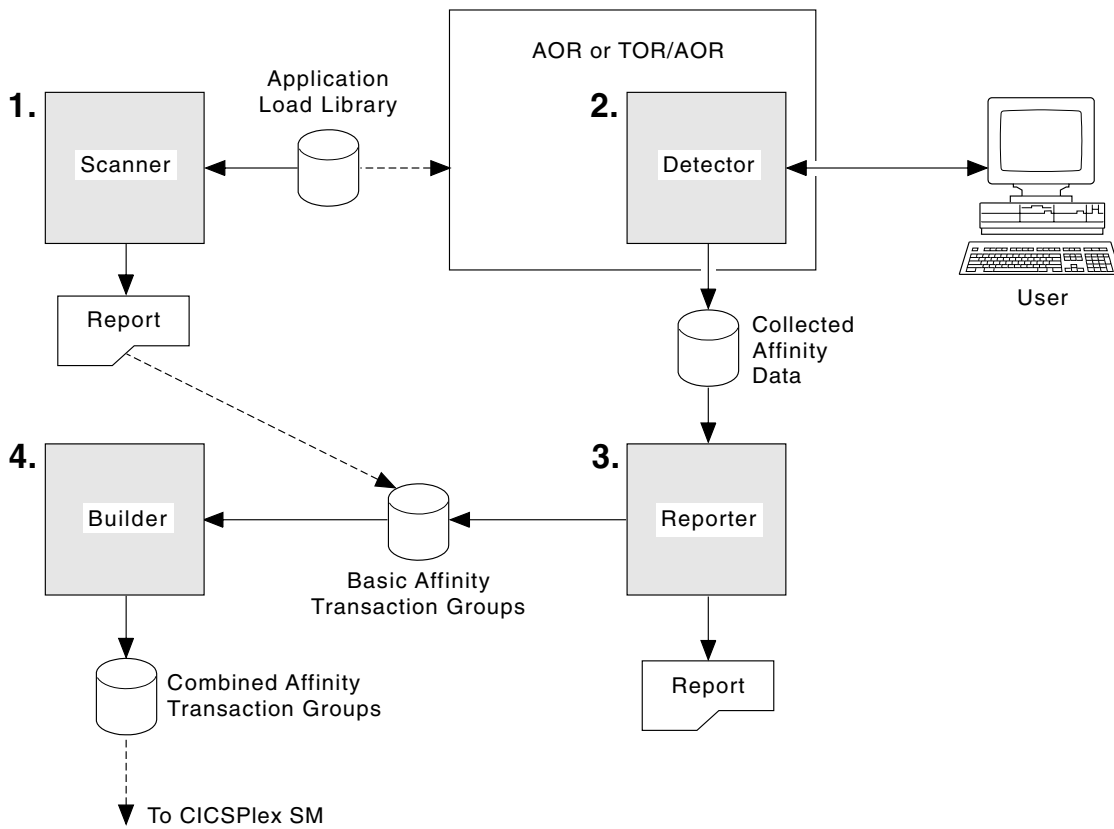 AOR or TOR/AOR
Application
Load Library
1.
Scanner
2.
Detector
User
Report
Collected
Affinity
Data
4.
Builder
3.
Reporter
Basic Affinity
Transaction Groups
Combined Affinity
Transaction Groups
Report
To CICSPlex SM